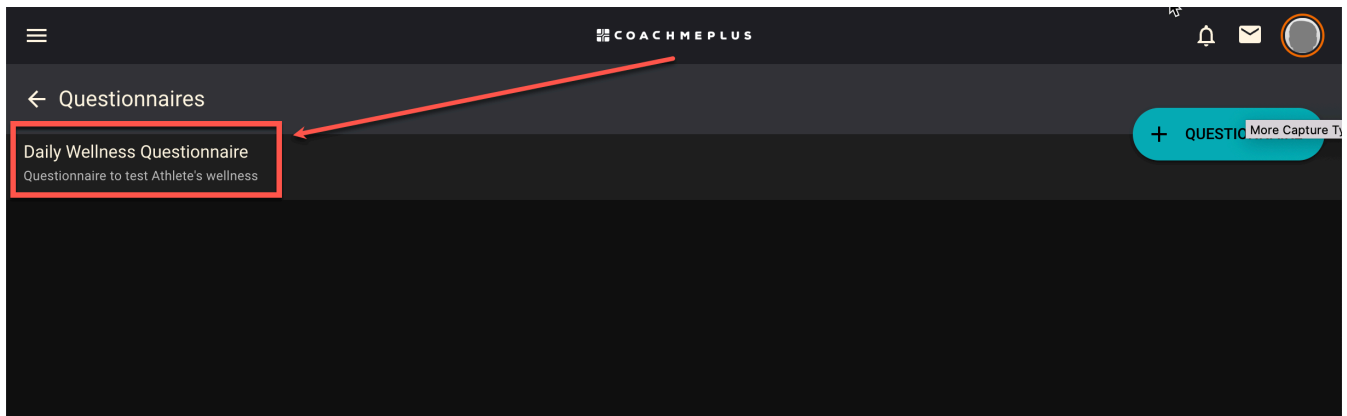 COACHMEPLUS
Questionnaires
Daily Wellness Questionnaire
Questionnaire to test Athlete's wellness
+ QUESTIO
More Capture Ty